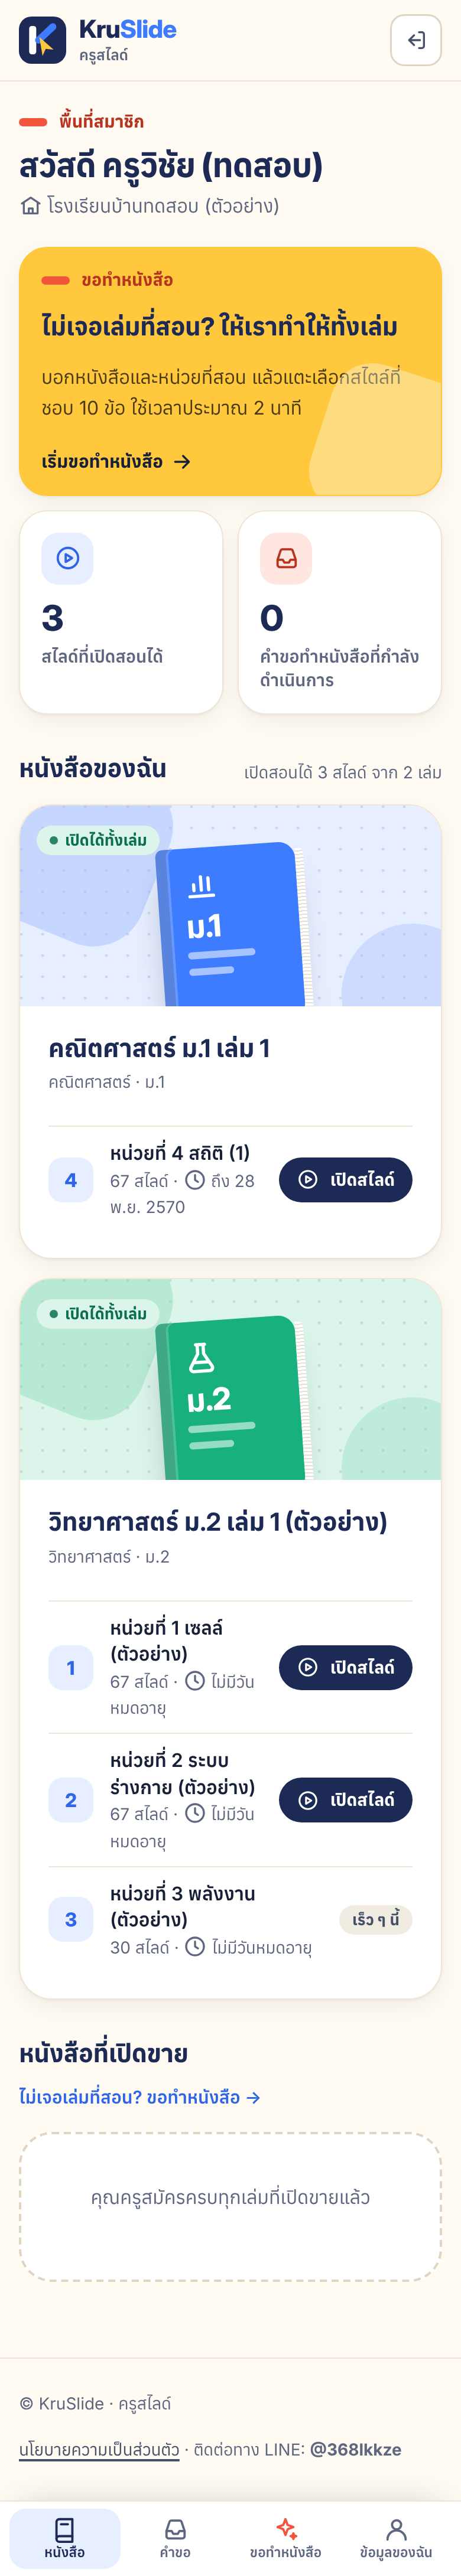 KruSlide
ครูสไลด์
พื้นที่สมาชิก
สวัสดี ครูวิชัย (ทดสอบ)
โรงเรียนบ้านทดสอบ (ตัวอย่าง)
ขอทำหนังสือ
ไม่เจอเล่มที่สอน? ให้เราทำให้ทั้งเล่ม
บอกหนังสือและหน่วยที่สอน แล้วแตะเลือกสไตล์ที่
ชอบ 10 ข้อ ใช้เวลาประมาณ 2 นาที
เริ่มขอทำหนังสือ →
3
สไลด์ที่เปิดสอนได้
0
คำขอทำหนังสือที่กำลัง
ดำเนินการ
หนังสือของฉัน
เปิดสอนได้ 3 สไลด์ จาก 2 เล่ม
เปิดได้ทั้งเล่ม
ม.1
คณิตศาสตร์ ม.1 เล่ม 1
คณิตศาสตร์ · ม.1
4
หน่วยที่ 4 สถิติ (1)
67 สไลด์ · ถึง 28
พ.ย. 2570
เปิดสไลด์
เปิดได้ทั้งเล่ม
ม.2
วิทยาศาสตร์ ม.2 เล่ม 1 (ตัวอย่าง)
วิทยาศาสตร์ · ม.2
1
หน่วยที่ 1 เซลล์
(ตัวอย่าง)
67 สไลด์ · ไม่มีวัน
หมดอายุ
เปิดสไลด์
2
หน่วยที่ 2 ระบบ
ร่างกาย (ตัวอย่าง)
67 สไลด์ · ไม่มีวัน
หมดอายุ
เปิดสไลด์
3
หน่วยที่ 3 พลังงาน
(ตัวอย่าง)
30 สไลด์ · ไม่มีวันหมดอายุ
เร็ว ๆ นี้
หนังสือที่เปิดขาย
ไม่เจอเล่มที่สอน? ขอทำหนังสือ →
คุณครูสมัครครบทุกเล่มที่เปิดขายแล้ว
© KruSlide · ครูสไลด์
นโยบายความเป็นส่วนตัว · ติดต่อทาง LINE: @368lkkze
หนังสือ
คำขอ
ขอทำหนังสือ
ข้อมูลของฉัน